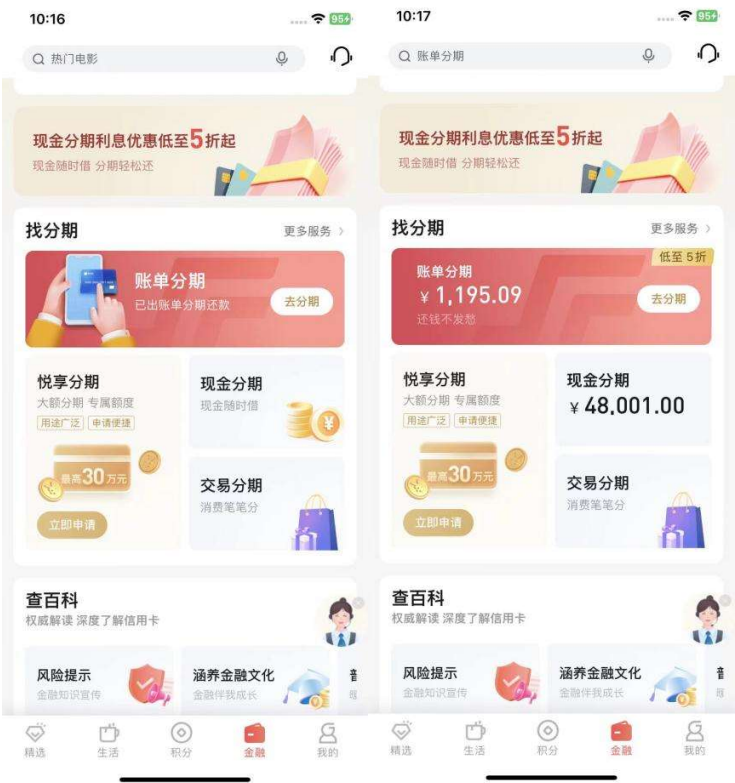 10:16
95
热门电影
现金分期利息优惠低至5折起
现金随时借 分期轻松还
找分期
更多服务
账单分期
已出账单分期还款
去分期
悦享分期
大额分期 专属额度
用途广泛 申请便捷
最高30万元
立即申请
现金分期
现金随时借
交易分期
消费笔笔分
查百科
权威解读 深度了解信用卡
风险提示
金融知识宣传
涵养金融文化
金融伴我成长
精选
生活
积分
金融
我的
10:17
95
账单分期
现金分期利息优惠低至5折起
现金随时借 分期轻松还
找分期
更多服务
低至 5折
账单分期
¥ 1,195.09
还钱不发愁
去分期
悦享分期
大额分期 专属额度
用途广泛 申请便捷
最高30万元
立即申请
现金分期
¥ 48,001.00
交易分期
消费笔笔分
查百科
权威解读 深度了解信用卡
风险提示
金融知识宣传
涵养金融文化
金融伴我成长
精选
生活
积分
金融
我的